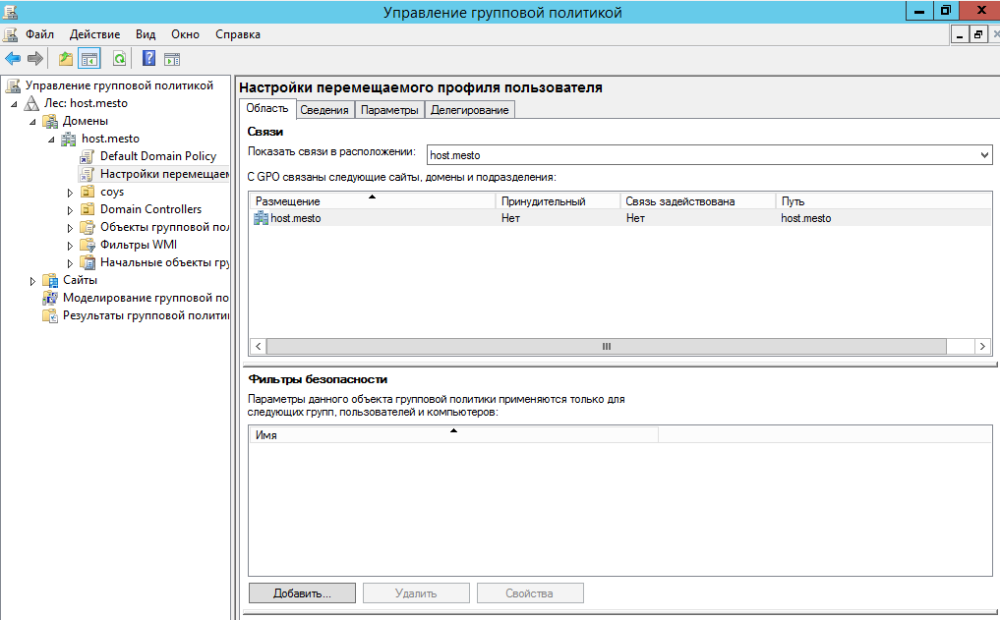 Управление групповой политикой
Файл Действие Вид Окно Справка
Управление групповой политикой
Лес: host.mesto
Домены
host.mesto
Default Domain Policy
Настройки перемещаем
coys
Domain Controllers
Объекты групповой пол
Фильтры WMI
Начальные объекты гру
Сайты
Моделирование групповой по
Результаты групповой полити
Настройки перемещаемого профиля пользователя
Область Сведения Параметры Делегирование
Связи
Показать связи в расположении: host.mesto
С GPO связаны следующие сайты, домены и подразделения:
Размещение Принудительный Связь задействована Путь
host.mesto Нет Нет host.mesto
Фильтры безопасности
Параметры данного объекта групповой политики применяются только для
следующих групп, пользователей и компьютеров:
Имя
Добавить... Удалить Свойства